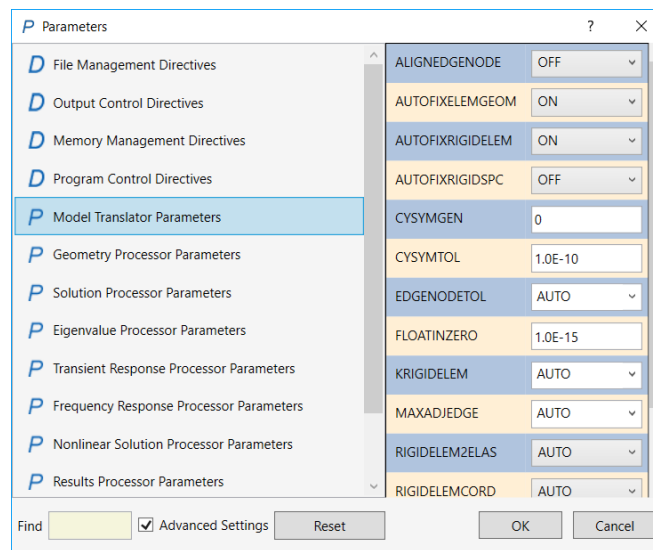 P Parameters ? ×
D File Management Directives
D Output Control Directives
D Memory Management Directives
D Program Control Directives
P Model Translator Parameters
P Geometry Processor Parameters
P Solution Processor Parameters
P Eigenvalue Processor Parameters
P Transient Response Processor Parameters
P Frequency Response Processor Parameters
P Nonlinear Solution Processor Parameters
P Results Processor Parameters
ALIGNEDGENODE OFF
AUTOFIXELEMGEOM ON
AUTOFIXRIGIDELEM ON
AUTOFIXRIGIDSPC OFF
CYSYMGEN 0
CYSYMTOL 1.0E-10
EDGENODETOL AUTO
FLOATINZERO 1.0E-15
KRIGIDELEM AUTO
MAXADJEDGE AUTO
RIGIDELEM2ELAS AUTO
RIGIDELEMCORD AUTO
Find Advanced Settings Reset OK Cancel